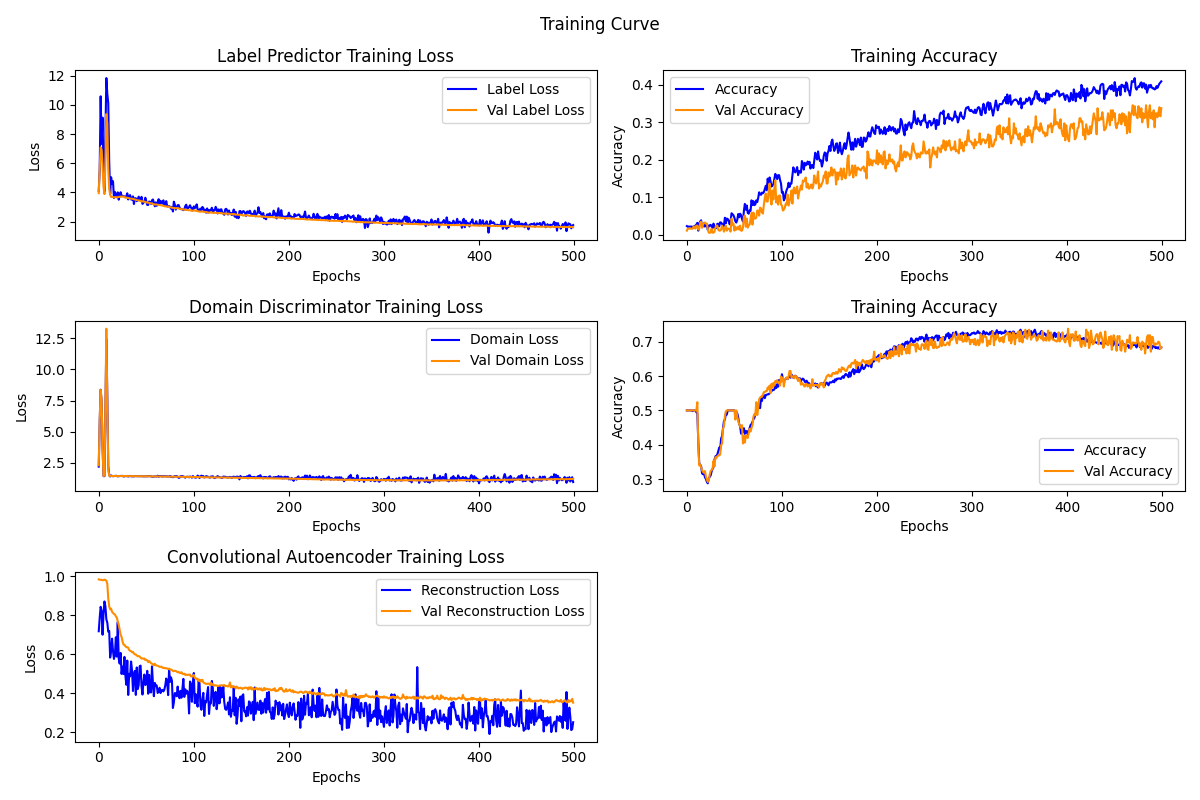 Training Curve
Label Predictor Training Loss
12
10
8
6
4
2
Loss
Label Loss
Val Label Loss
0 100 200 300 400 500
Epochs
Training Accuracy
0.4
0.3
0.2
0.1
0.0
Accuracy
Accuracy
Val Accuracy
0 100 200 300 400 500
Epochs
Domain Discriminator Training Loss
12.5
10.0
7.5
5.0
2.5
Loss
Domain Loss
Val Domain Loss
0 100 200 300 400 500
Epochs
Training Accuracy
0.7
0.6
0.5
0.4
0.3
Accuracy
Accuracy
Val Accuracy
0 100 200 300 400 500
Epochs
Convolutional Autoencoder Training Loss
1.0
0.8
0.6
0.4
0.2
Loss
Reconstruction Loss
Val Reconstruction Loss
0 100 200 300 400 500
Epochs